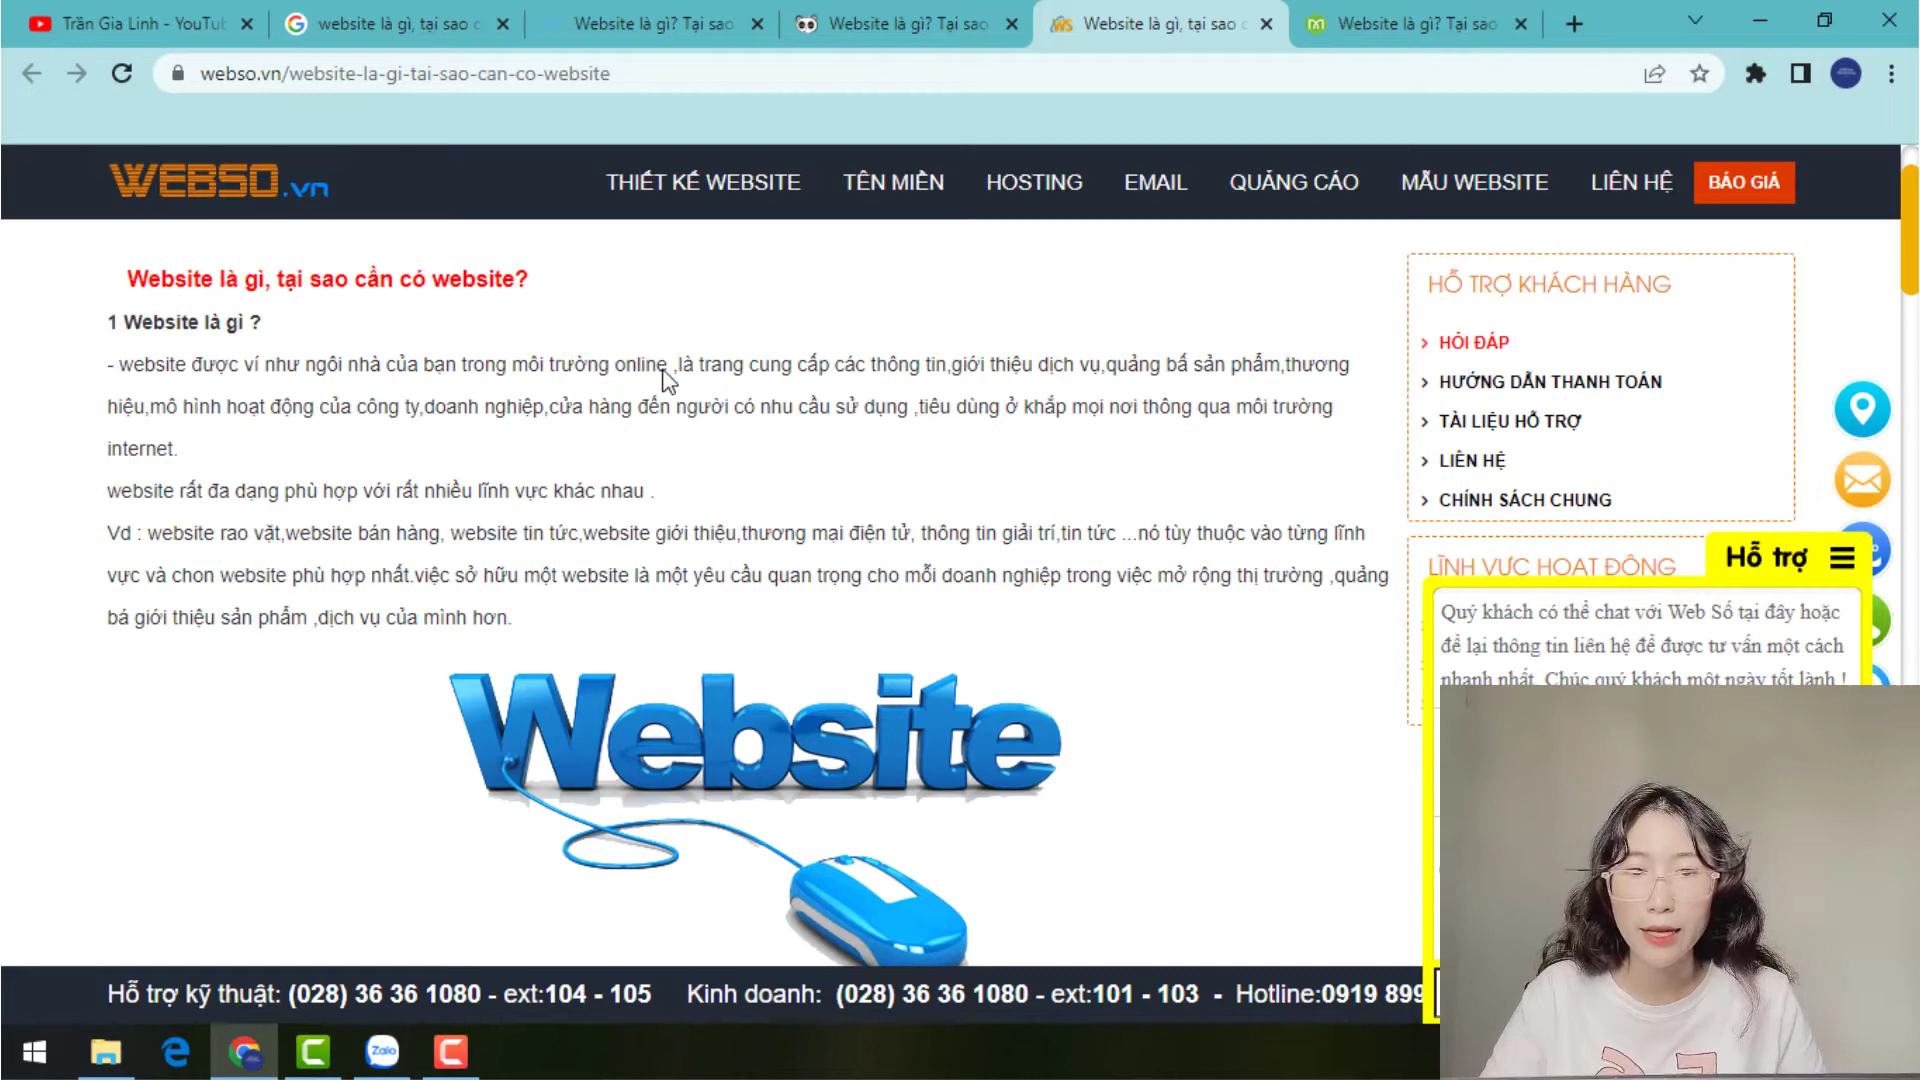 Trần Gia Linh - YouTu
website là gì, tại sao c
Website là gì? Tại sao
Website là gì? Tại sao
Website là gì, tại sao c
Website là gì? Tại sao
webso.vn/website-la-gi-tai-sao-can-co-website
WEBSO.vn
THIẾT KẾ WEBSITE
TÊN MIỀN
HOSTING
EMAIL
QUẢNG CÁO
MẪU WEBSITE
LIÊN HỆ
BÁO GIÁ
Website là gì, tại sao cần có website?
1 Website là gì ?
- website được ví như ngôi nhà của bạn trong môi trường online ,là trang cung cấp các thông tin,giới thiệu dịch vụ,quảng bấ sản phẩm,thương
hiệu,mô hình hoạt động của công ty,doanh nghiệp,cửa hàng đến người có nhu cầu sử dụng ,tiêu dùng ở khắp mọi nơi thông qua môi trường
internet.
website rất đa dạng phù hợp với rất nhiều lĩnh vực khác nhau .
Vd : website rao vặt,website bán hàng, website tin tức,website giới thiệu,thương mại điện tử, thông tin giải trí,tin tức ...nó tùy thuộc vào từng lĩnh
vực và chon website phù hợp nhất.việc sở hữu một website là một yêu cầu quan trọng cho mỗi doanh nghiệp trong việc mở rộng thị trường ,quảng
bá giới thiệu sản phẩm ,dịch vụ của mình hơn.
Website
HỖ TRỢ KHÁCH HÀNG
HỎI ĐÁP
HƯỚNG DẪN THANH TOÁN
TÀI LIỆU HỖ TRỢ
LIÊN HỆ
CHÍNH SÁCH CHUNG
LĨNH VỰC HOẠT ĐÔNG
Hỗ trợ
Quý khách có thể chat với Web Số tại đây hoặc
để lại thông tin liên hệ để được tư vấn một cách
nhanh nhất. Chúc quý khách một ngày tốt lành !
Hỗ trợ kỹ thuật: (028) 36 36 1080 - ext:104 - 105 Kinh doanh: (028) 36 36 1080 - ext:101 - 103 - Hotline:0919 899
Zalo